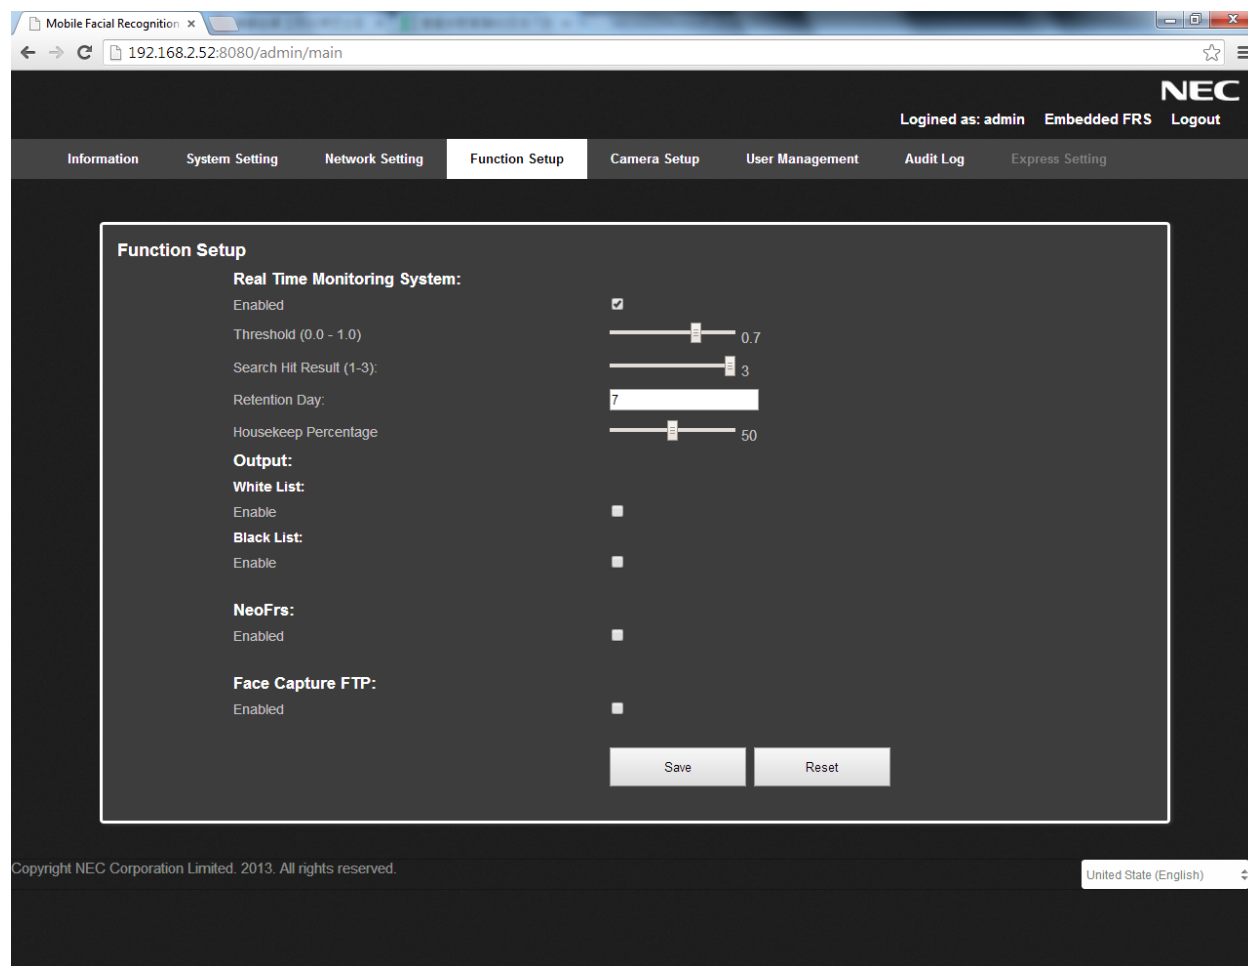 Mobile Facial Recognition ×
192.168.2.52:8080/admin/main
NEC
Logined as: admin Embedded FRS Logout
Information System Setting Network Setting Function Setup Camera Setup User Management Audit Log Express Setting
Function Setup
Real Time Monitoring System:
Enabled
Threshold (0.0 - 1.0) 0.7
Search Hit Result (1-3): 3
Retention Day: 7
Housekeep Percentage 50
Output:
White List:
Enable
Black List:
Enable
NeoFrs:
Enabled
Face Capture FTP:
Enabled
Save Reset
Copyright NEC Corporation Limited. 2013. All rights reserved.
United State (English)